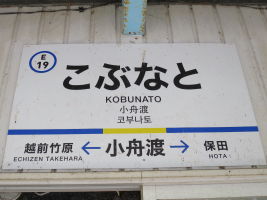 E
19
こぶなと
KOBUNATO
小舟渡
코부나토
越前竹原 ← 小舟渡 → 保田
ECHIZEN TAKEHARA HOTA